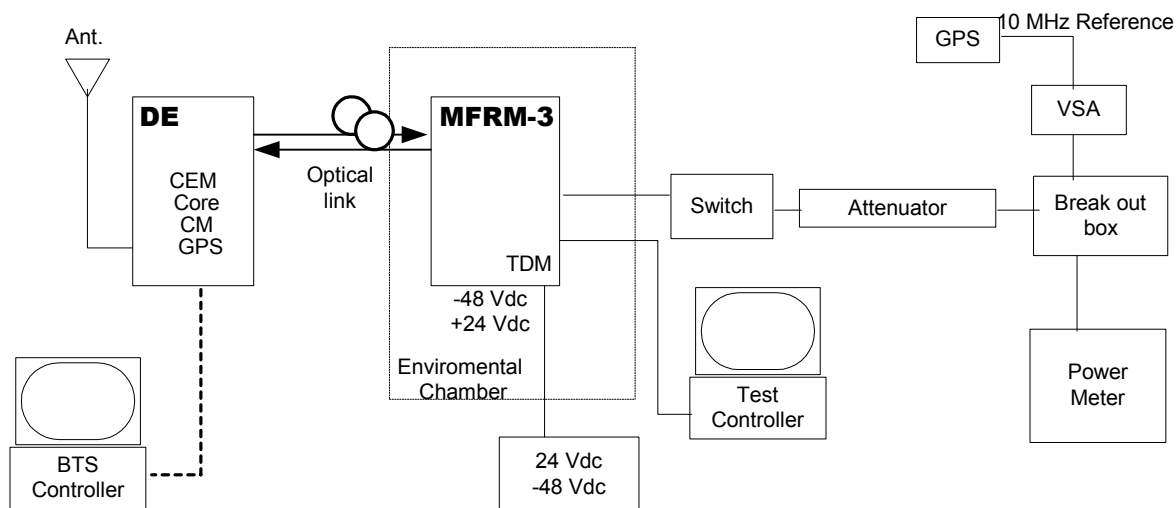 Ant.
DE
CEM
Core
CM
GPS
Optical
link
MFRM-3
TDM
-48 Vdc
+24 Vdc
Enviromental
Chamber
24 Vdc
-48 Vdc
BTS
Controller
Switch
Attenuator
Test
Controller
GPS
10 MHz Reference
VSA
Break out
box
Power
Meter